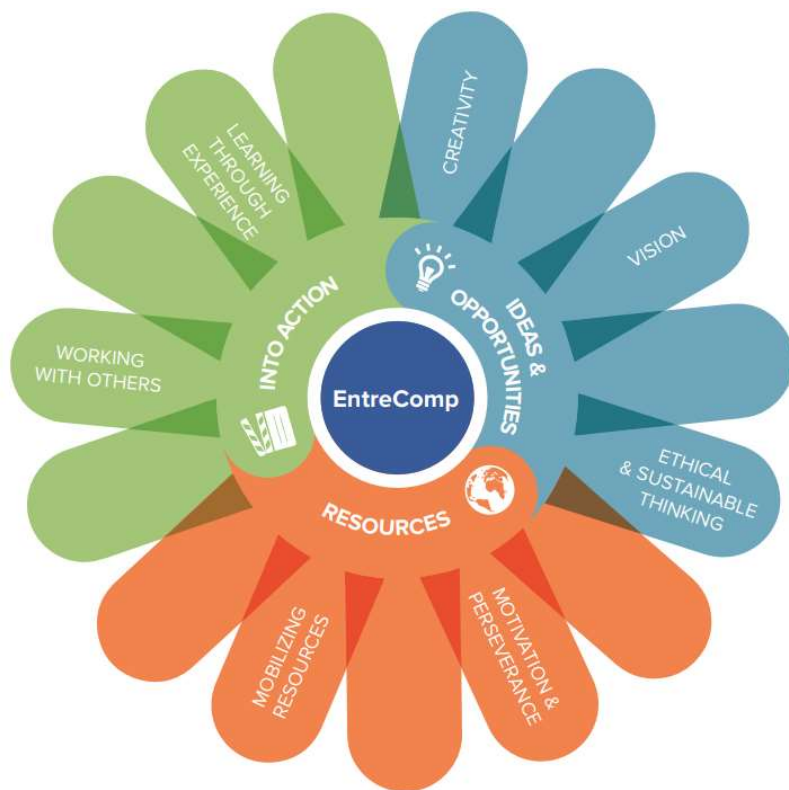 CREATIVITY
VISION
ETHICAL
& SUSTAINABLE
THINKING
MOTIVATION &
PERSEVERANCE
MOBILIZING
RESOURCES
WORKING
WITH OTHERS
LEARNING
THROUGH
EXPERIENCE
IDEAS &
OPPORTUNITIES
RESOURCES
INTO ACTION
EntreComp